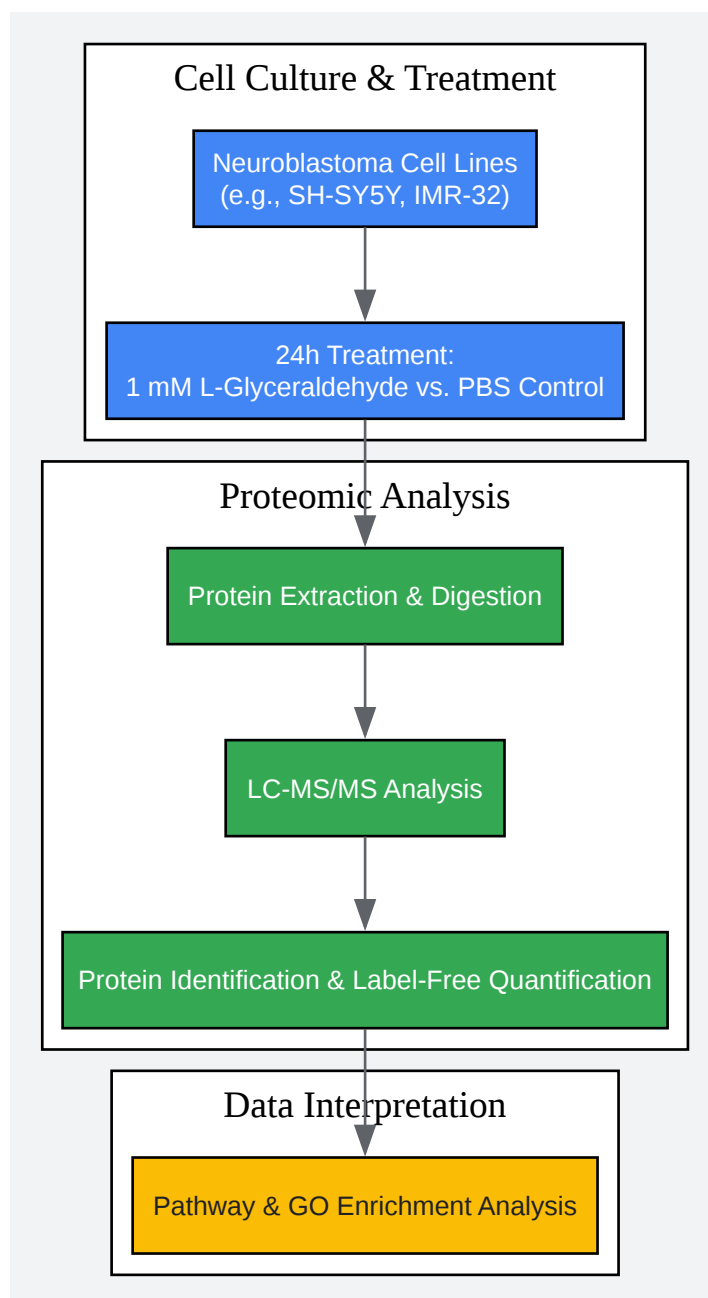 Cell Culture & Treatment
Neuroblastoma Cell Lines
(e.g., SH-SY5Y, IMR-32)
24h Treatment:
1 mM L-Glyceraldehyde vs. PBS Control
Proteomic Analysis
Protein Extraction & Digestion
LC-MS/MS Analysis
Protein Identification & Label-Free Quantification
Data Interpretation
Pathway & GO Enrichment Analysis